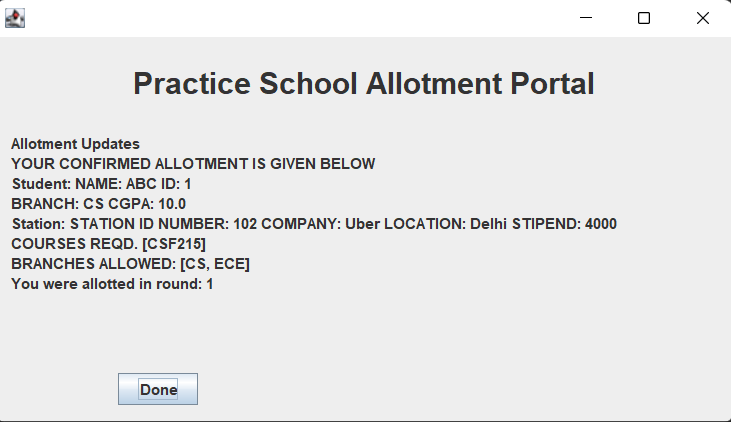 Practice School Allotment Portal
Allotment Updates
YOUR CONFIRMED ALLOTMENT IS GIVEN BELOW
Student: NAME: ABC ID: 1
BRANCH: CS CGPA: 10.0
Station: STATION ID NUMBER: 102 COMPANY: Uber LOCATION: Delhi STIPEND: 4000
COURSES REQD. [CSF215]
BRANCHES ALLOWED: [CS, ECE]
You were allotted in round: 1
Done